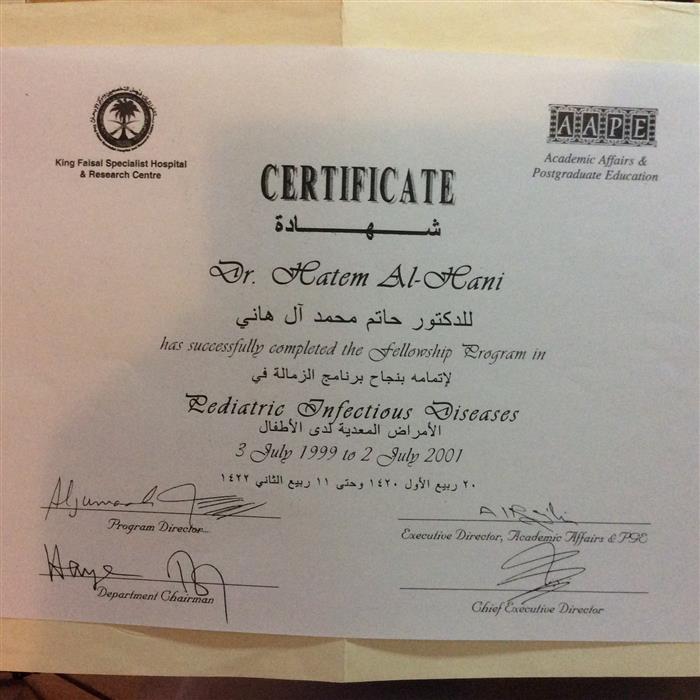 King Faisal Specialist Hospital
& Research Centre
AAPE
Academic Affairs &
Postgraduate Education
CERTIFICATE
شهادة
Dr. Hatem Al-Hani
للدكتور حاتم محمد آل هاني
has successfully completed the Fellowship Program in
لإتمامه بنجاح برنامج الزمالة في
Pediatric Infectious Diseases
الأمراض المعدية لدى الأطفال
3 July 1999 to 2 July 2001
٢٠ ربيع الأول ١٤٢٠ وحتى ١١ ربيع الثاني ١٤٢٢
Program Director
Executive Director, Academic Affairs & PGE
Department Chairman
Chief Executive Director